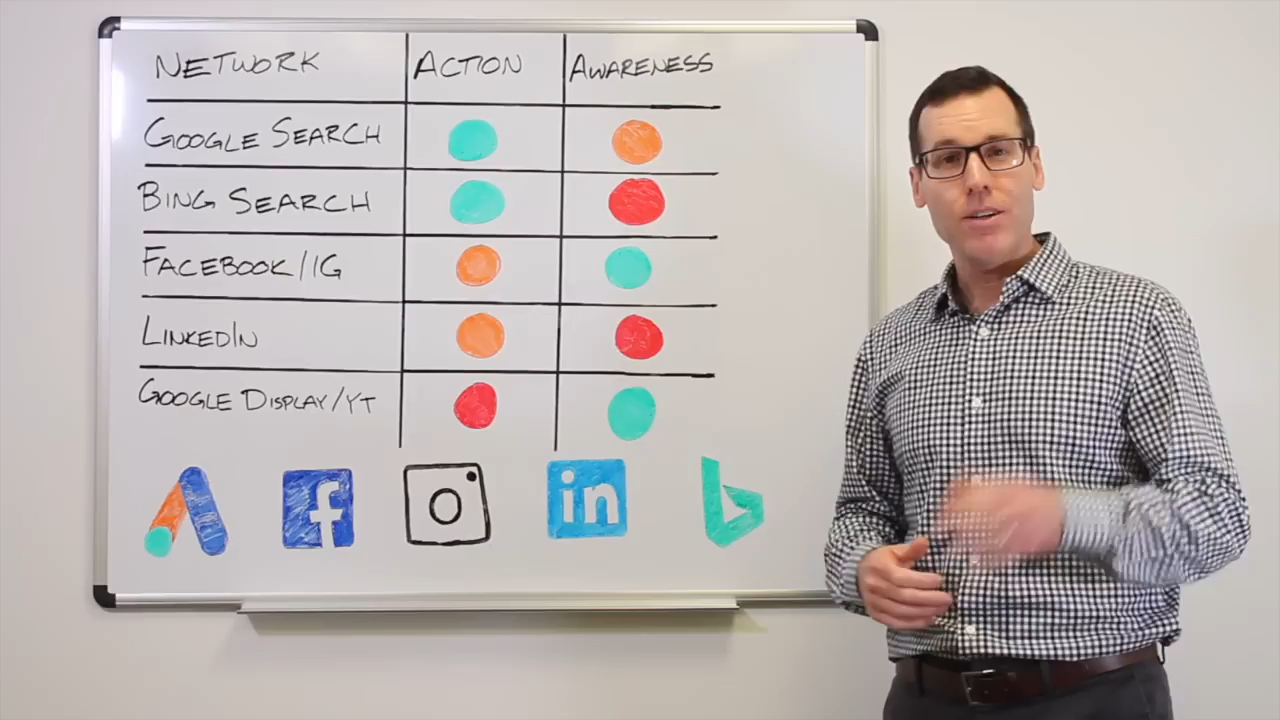 NETWORK ACTION AWARENESS
GOOGLE SEARCH
BING SEARCH
FACEBOOK/IG
LINKEDIN
GOOGLE DISPLAY/YT
f in